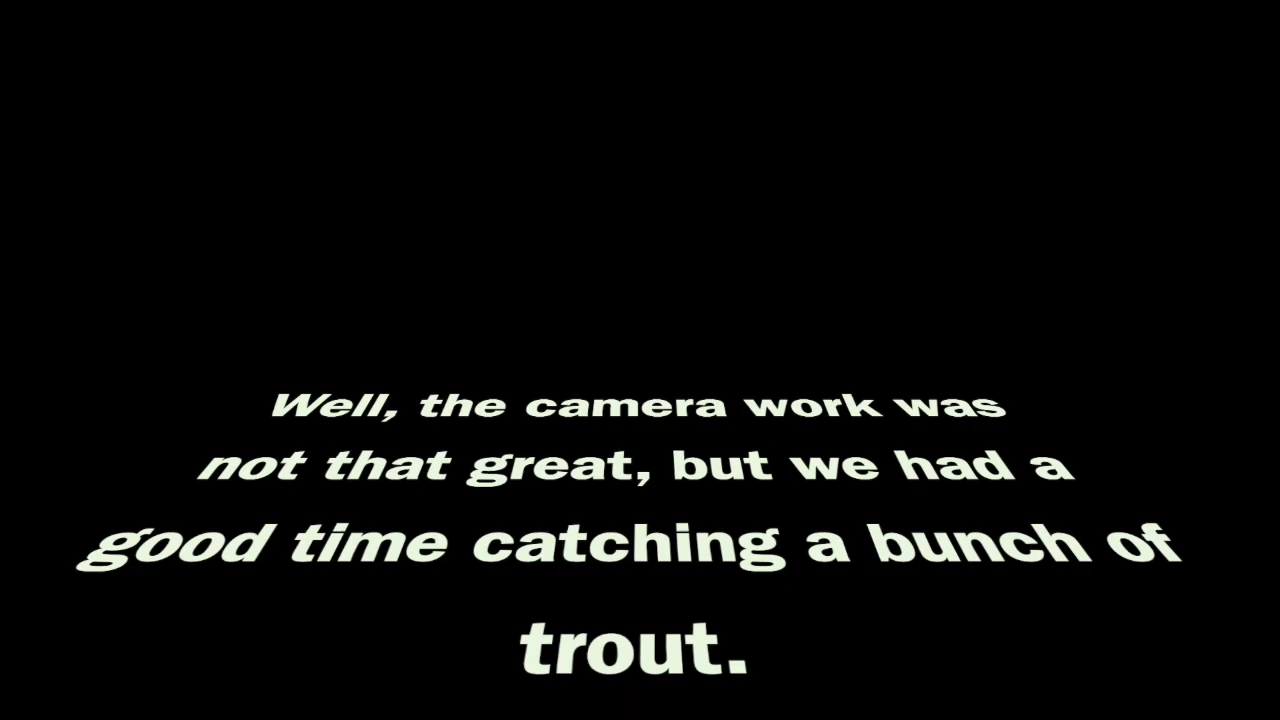 Well, the camera work was
not that great, but we had a
good time catching a bunch of
trout.